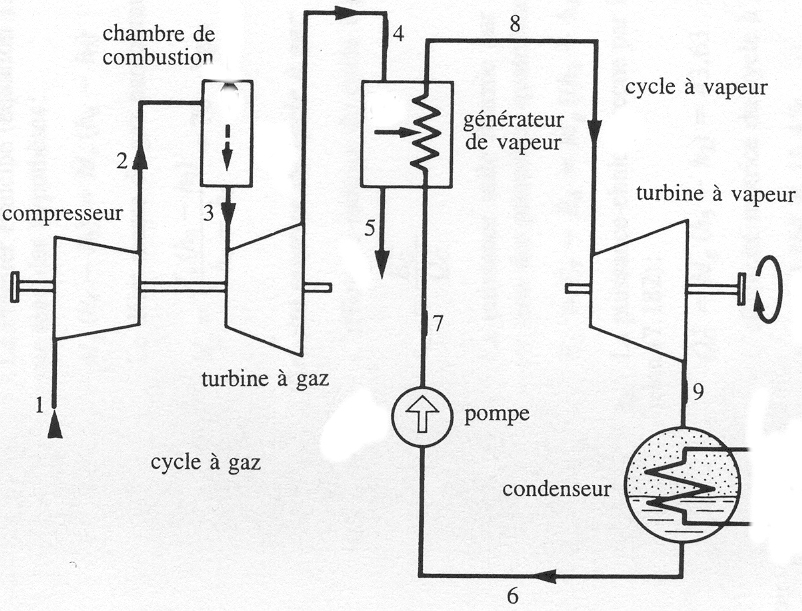 chambre de
combustion
4
8
cycle à vapeur
générateur
de vapeur
2
turbine à vapeur
compresseur
3
5
7
turbine à gaz
9
1
pompe
cycle à gaz
condenseur
6